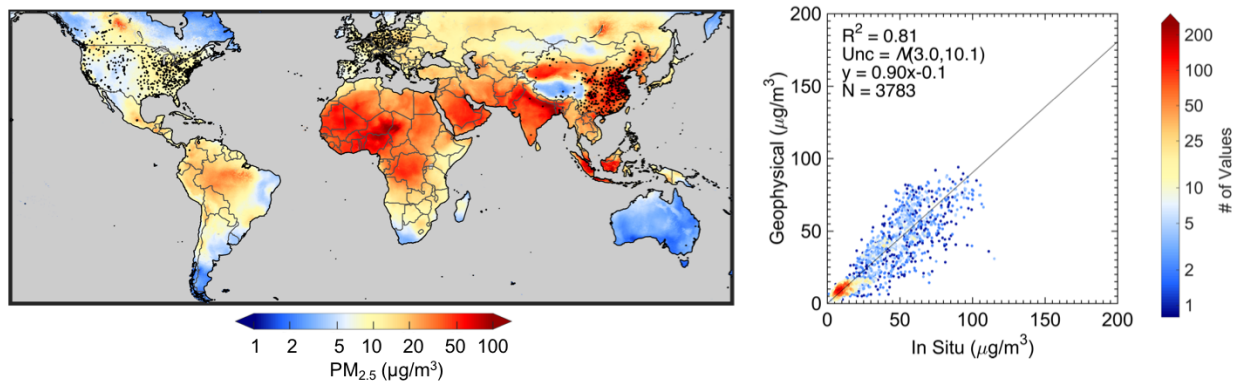 1 2 5 10 20 50 100
PM2.5 (μg/m3)
200
150
100
50
0
Geophysical (μg/m3)
R2 = 0.81
Unc = N(3.0,10.1)
y = 0.90x-0.1
N = 3783
0 50 100 150 200
In Situ (μg/m3)
200
100
50
25
10
5
2
1
# of Values